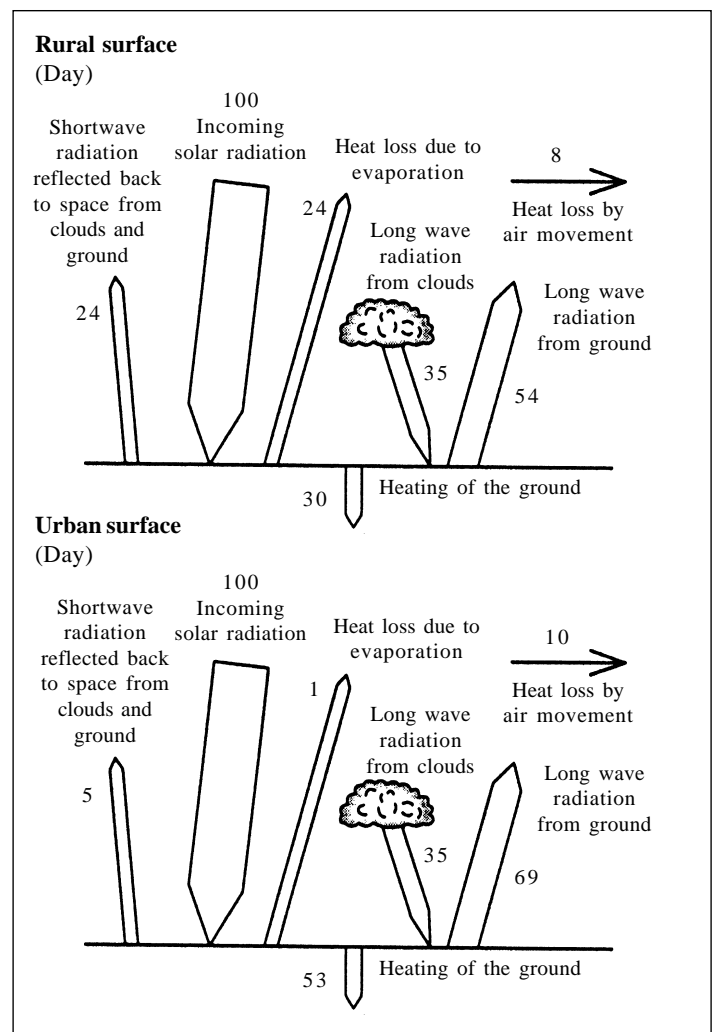 Rural surface
(Day)
100
Incoming
solar radiation
Shortwave
radiation
reflected back
to space from
clouds and
ground
24
Heat loss due to
evaporation
24
8
Heat loss by
air movement
Long wave
radiation
from clouds
35
Long wave
radiation
from ground
54
30
Heating of the ground
Urban surface
(Day)
100
Incoming
solar radiation
Shortwave
radiation
reflected back
to space from
clouds and
ground
5
Heat loss due to
evaporation
1
10
Heat loss by
air movement
Long wave
radiation
from clouds
35
Long wave
radiation
from ground
69
53
Heating of the ground